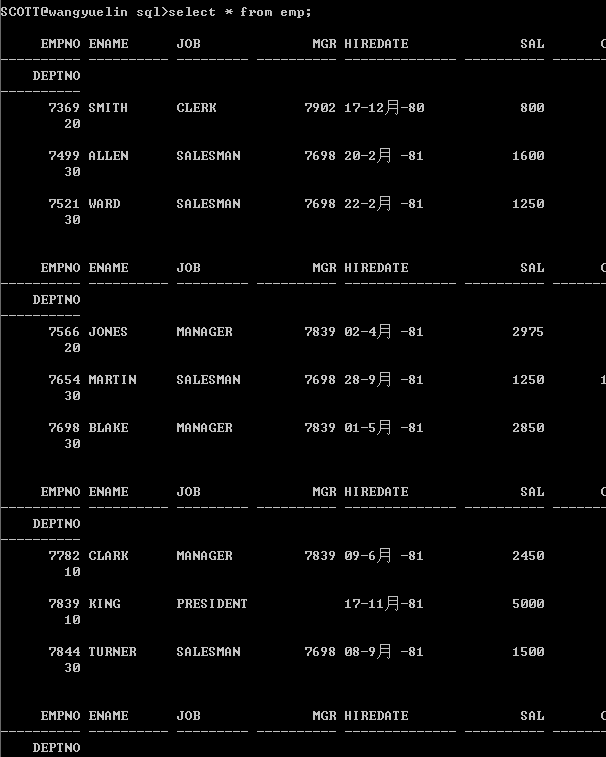 SCOTT@wangyuelin sql>select * from emp;
EMPNO ENAME JOB MGR HIREDATE SAL C
---------- ---------- --------- ---------- -------------- ---------- ---
DEPTNO
----------
7369 SMITH CLERK 7902 17-12月-80 800
20
7499 ALLEN SALESMAN 7698 20-2月 -81 1600
30
7521 WARD SALESMAN 7698 22-2月 -81 1250
30
EMPNO ENAME JOB MGR HIREDATE SAL C
---------- ---------- --------- ---------- -------------- ---------- ---
DEPTNO
----------
7566 JONES MANAGER 7839 02-4月 -81 2975
20
7654 MARTIN SALESMAN 7698 28-9月 -81 1250 1
30
7698 BLAKE MANAGER 7839 01-5月 -81 2850
30
EMPNO ENAME JOB MGR HIREDATE SAL C
---------- ---------- --------- ---------- -------------- ---------- ---
DEPTNO
----------
7782 CLARK MANAGER 7839 09-6月 -81 2450
10
7839 KING PRESIDENT 17-11月-81 5000
10
7844 TURNER SALESMAN 7698 08-9月 -81 1500
30
EMPNO ENAME JOB MGR HIREDATE SAL C
---------- ---------- --------- ---------- -------------- ---------- ---
DEPTNO